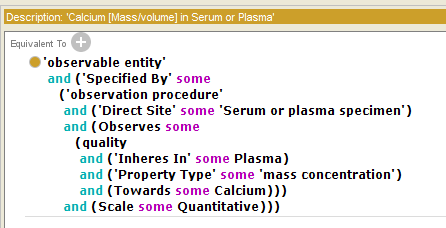 Description: 'Calcium [Mass/volume] in Serum or Plasma'
Equivalent To
'observable entity'
and ('Specified By' some
('observation procedure'
and ('Direct Site' some 'Serum or plasma specimen')
and (Observes some
(quality
and ('Inheres In' some Plasma)
and ('Property Type' some 'mass concentration')
and (Towards some Calcium)))
and (Scale some Quantitative)))